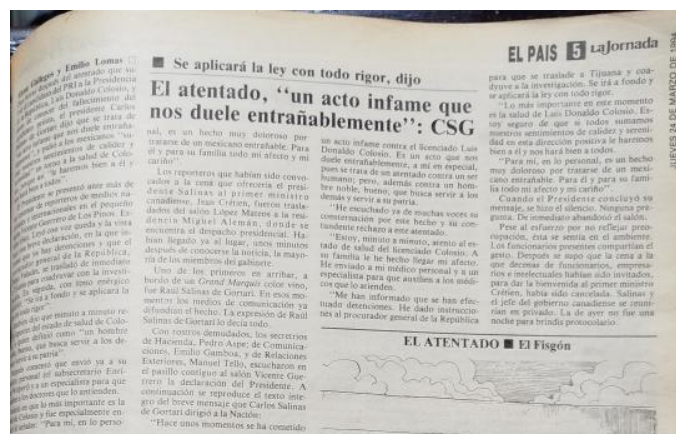 EL PAIS 5 LaJornada
JUEVES 24 DE MARZO DE 1994
■ Se aplicará la ley con todo rigor, dijo
El atentado, “un acto infame que
nos duele entrañablemente”: CSG
Gallegos y Emilio Lomas □
nal, es un hecho muy doloroso por
tratarse de un mexicano entrañable. Para
él y para su familia todo mi afecto y mi
cariño”.
Los reporteros que habían sido convo-
cados a la cena que ofrecería el presi-
dente Salinas al primer ministro
canadiense, Jean Crétien, fueron trasla-
dados del salón López Mateos a la resi-
dencia Miguel Alemán, donde se
encuentra el despacho presidencial. Ha-
bían llegado ya al lugar, unos minutos
después de conocerse la noticia, la mayo-
ría de los miembros del gabinete.
Uno de los primeros en arribar, a
bordo de un Grand Marquis color vino,
fue Raúl Salinas de Gortari. En esos mo-
mentos los medios de comunicación ya
difundían el hecho. La expresión de Raúl
Salinas de Gortari lo decía todo.
Con rostros demudados, los secretrios
de Hacienda, Pedro Aspe; de Comunica-
ciones, Emilio Gamboa, y de Relaciones
Exteriores, Manuel Tello, escucharon en
el pasillo contiguo al salón Vicente Gue-
rrero la declaración del Presidente. A
continuación se reproduce el texto ínte-
gro del breve mensaje que Carlos Salinas
de Gortari dirigió a la Nación:
“Hace unos momentos se ha cometido
un acto infame contra el licenciado Luis
Donaldo Colosio. Es un acto que nos
duele entrañablemente, a mí en especial,
pues se trata de un atentado contra un ser
humano; pero, además contra un hom-
bre noble, bueno, que busca servir a los
demás y servir a su patria.
“He escuchado ya de muchas voces su
consternación por este hecho y su con-
tundente rechazo a este atentado.
“Estoy, minuto a minuto, atento al es-
tado de salud del licenciado Colosio. A
su familia le he hecho llegar mi afecto.
He enviado a mi médico personal y a un
especialista para que auxilien a los médi-
cos que lo atienden.
“Me han informado que se han efec-
tuado detenciones. He dado instruccio-
nes al procurador general de la República
para que se traslade a Tijuana y coa-
dyuve a la investigación. Se irá a fondo y
se aplicará la ley con todo rigor.
“Lo más importante en este momento
es la salud de Luis Donaldo Colosio. Es-
toy seguro de que si todos sumamos
nuestros sentimientos de calidez y sereni-
dad en esta dirección positiva le haremos
bien a él y nos hará bien a todos.
“Para mí, en lo personal, es un hecho
muy doloroso por tratarse de un mexi-
cano entrañable. Para él y para su fami-
lia todo mi afecto y mi cariño”.
Cuando el Presidente concluyó su
mensaje, se hizo el silencio. Ninguna pre-
gunta. De inmediato abandonó el salón.
Pese al esfuerzo por no reflejar preo-
cupación, ésta se sentía en el ambiente.
Los funcionarios presentes compartían el
gesto. Después se supo que la cena a la
que decenas de funcionarios, empresa-
rios e intelectuales habían sido invitados,
para dar la bienvenida al primer ministro
Crétien, había sido cancelada. Salinas y
el jefe del gobierno canadiense se reuni-
rían en privado. La de ayer no fue una
noche para brindis protocolario.
EL ATENTADO ■ El Fisgón